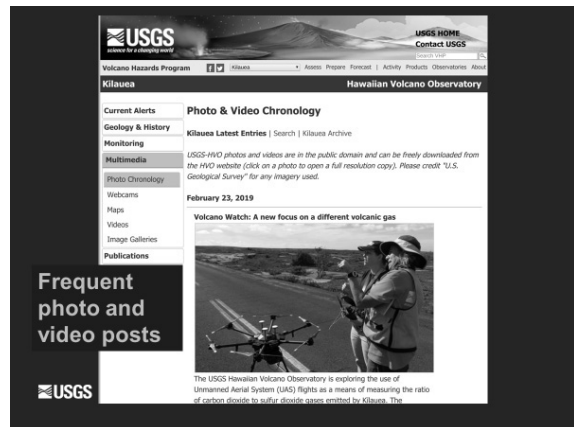 USGS
science for a changing world
USGS HOME
Contact USGS
Search VHP
Volcano Hazards Program
Kilauea
Assess Prepare Forecast | Activity Products Observatories About
Kilauea
Hawaiian Volcano Observatory
Current Alerts
Geology & History
Monitoring
Multimedia
Photo Chronology
Webcams
Maps
Videos
Image Galleries
Publications
Photo & Video Chronology
Kilauea Latest Entries | Search | Kilauea Archive
USGS-HVO photos and videos are in the public domain and can be freely downloaded from
the HVO website (click on a photo to open a full resolution copy). Please credit "U.S.
Geological Survey" for any imagery used.
February 23, 2019
Volcano Watch: A new focus on a different volcanic gas
The USGS Hawaiian Volcano Observatory is exploring the use of
Unmanned Aerial System (UAS) flights as a means of measuring the ratio
of carbon dioxide to sulfur dioxide gases emitted by Kilauea. The
Frequent
photo and
video posts
USGS